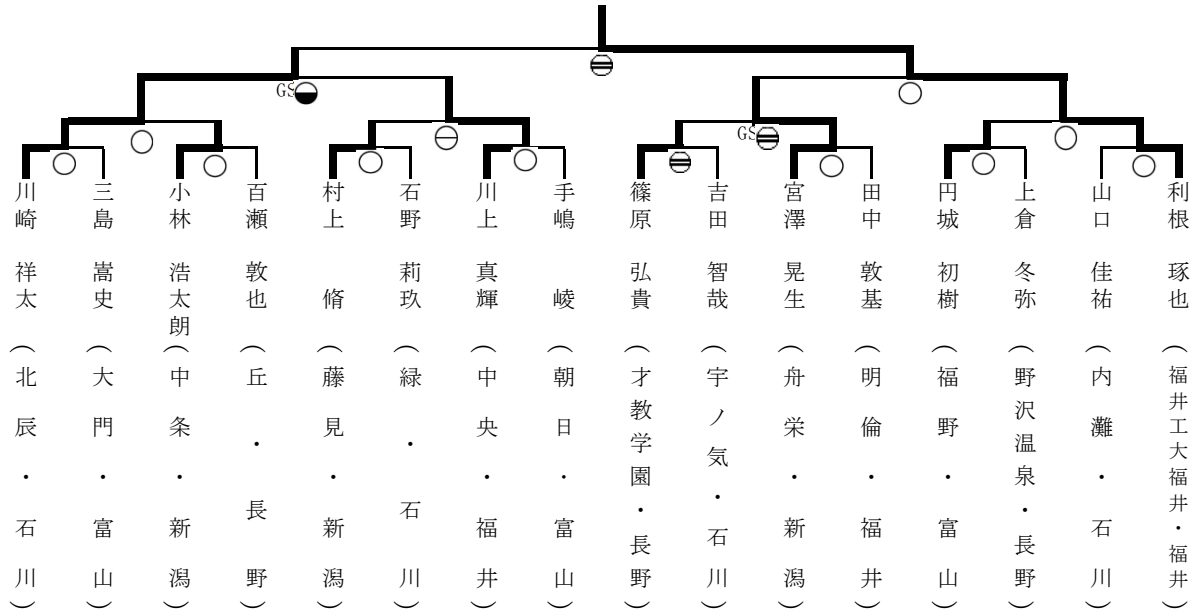 GS
GS
川崎 祥太（北辰・石川）
三島 嵩史（大門・富山）
小林 浩太朗（中条・新潟）
百瀬 敦也（丘・長野）
村上 脩（藤見・新潟）
石野 莉玖（緑・石川）
川上 真輝（中央・福井）
手嶋 崚（朝日・富山）
篠原 弘貴（才教学園・長野）
吉田 智哉（宇ノ気・石川）
宮澤 晃生（舟栄・新潟）
田中 敦基（明倫・福井）
円城 初樹（福野・富山）
上倉 冬弥（野沢温泉・長野）
山口 佳祐（内灘・石川）
利根 琢也（福井工大福井・福井）